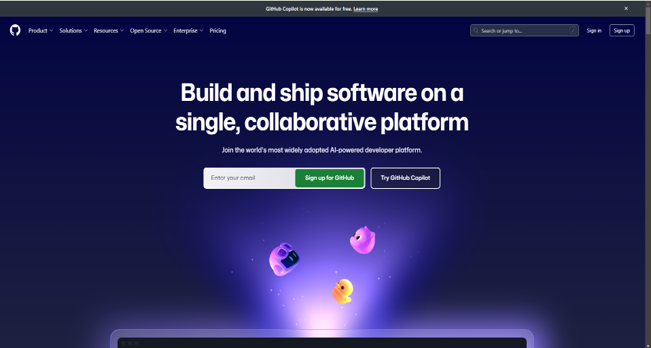 GitHub Copilot is now available for free. Learn more
Product Solutions Resources Open Source Enterprise Pricing Search or jump to... / Sign in Sign up
Build and ship software on a
single, collaborative platform
Join the world's most widely adopted AI-powered developer platform.
Enter your email Sign up for GitHub Try GitHub Copilot